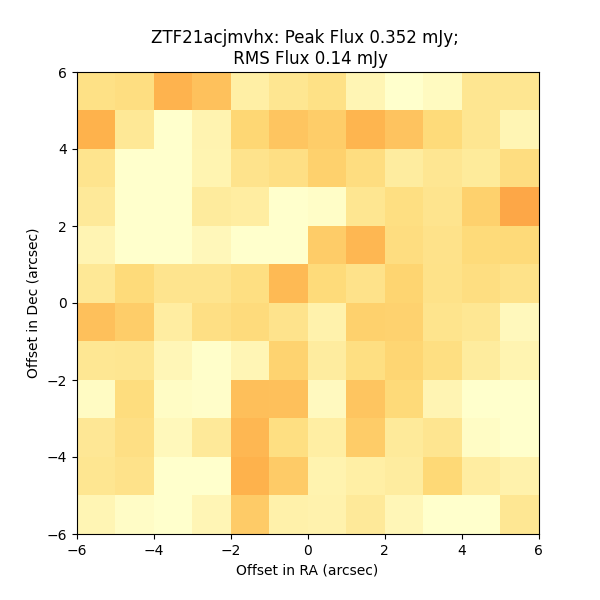 ZTF21acjmvhx: Peak Flux 0.352 mJy;
RMS Flux 0.14 mJy
6
4
2
0
−2
−4
−6
Offset in Dec (arcsec)
−6 −4 −2 0 2 4 6
Offset in RA (arcsec)